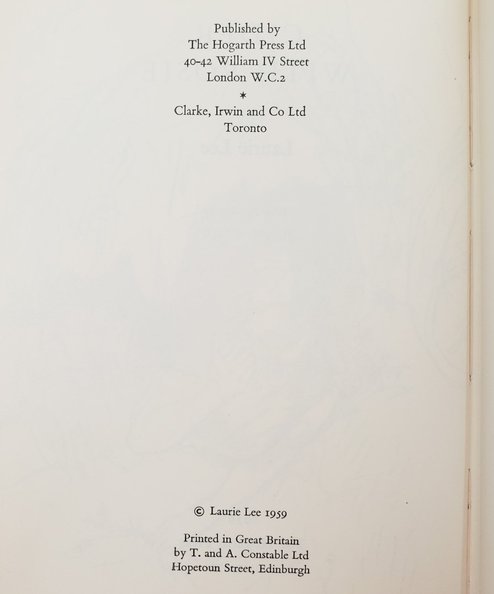 Published by
The Hogarth Press Ltd
40-42 William IV Street
London W.C.2
*
Clarke, Irwin and Co Ltd
Toronto
© Laurie Lee 1959
Printed in Great Britain
by T. and A. Constable Ltd
Hopetoun Street, Edinburgh